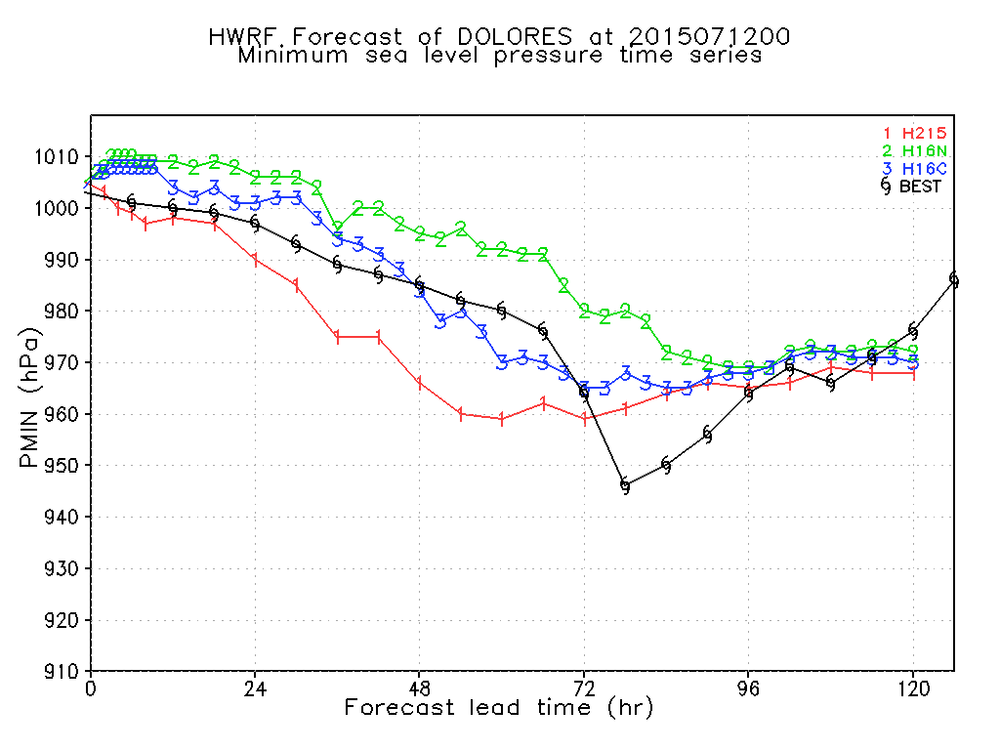 HWRF Forecast of DOLORES at 2015071200
Minimum sea level pressure time series
1 H215
2 H16N
3 H16C
BEST
PMIN (hPa)
1010
1000
990
980
970
960
950
940
930
920
910
0 24 48 72 96 120
Forecast lead time (hr)